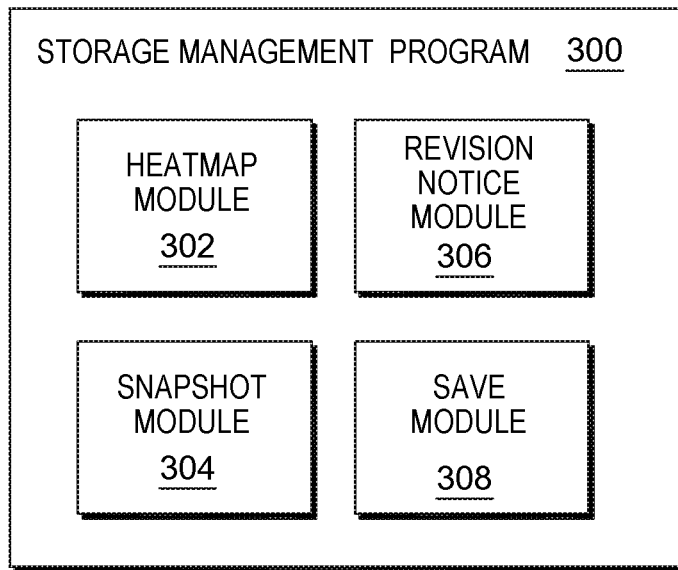 STORAGE MANAGEMENT PROGRAM 300
HEATMAP
MODULE
302
REVISION
NOTICE
MODULE
306
SNAPSHOT
MODULE
304
SAVE
MODULE
308